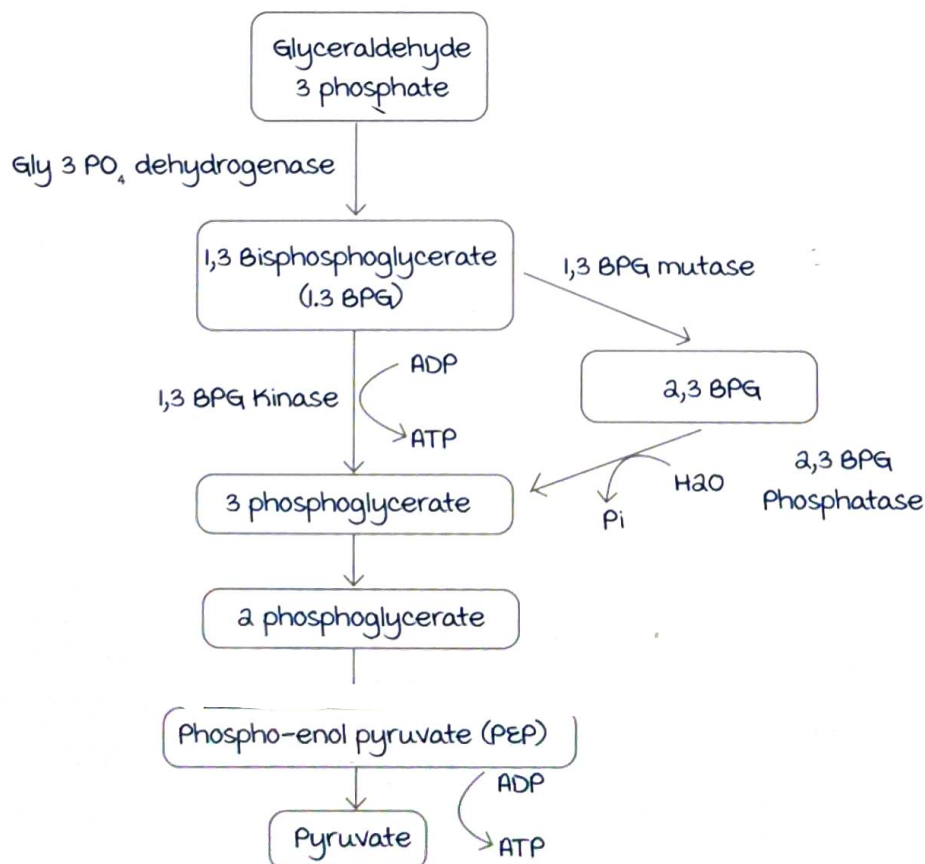 Glyceraldehyde
3 phosphate
Gly 3 PO₄ dehydrogenase
1,3 Bisphosphoglycerate
(1.3 BPG)
1,3 BPG mutase
ADP
1,3 BPG Kinase
ATP
2,3 BPG
2,3 BPG
Phosphatase
H20
Pi
3 phosphoglycerate
2 phosphoglycerate
Phospho-enol pyruvate (PEP)
ADP
ATP
Pyruvate